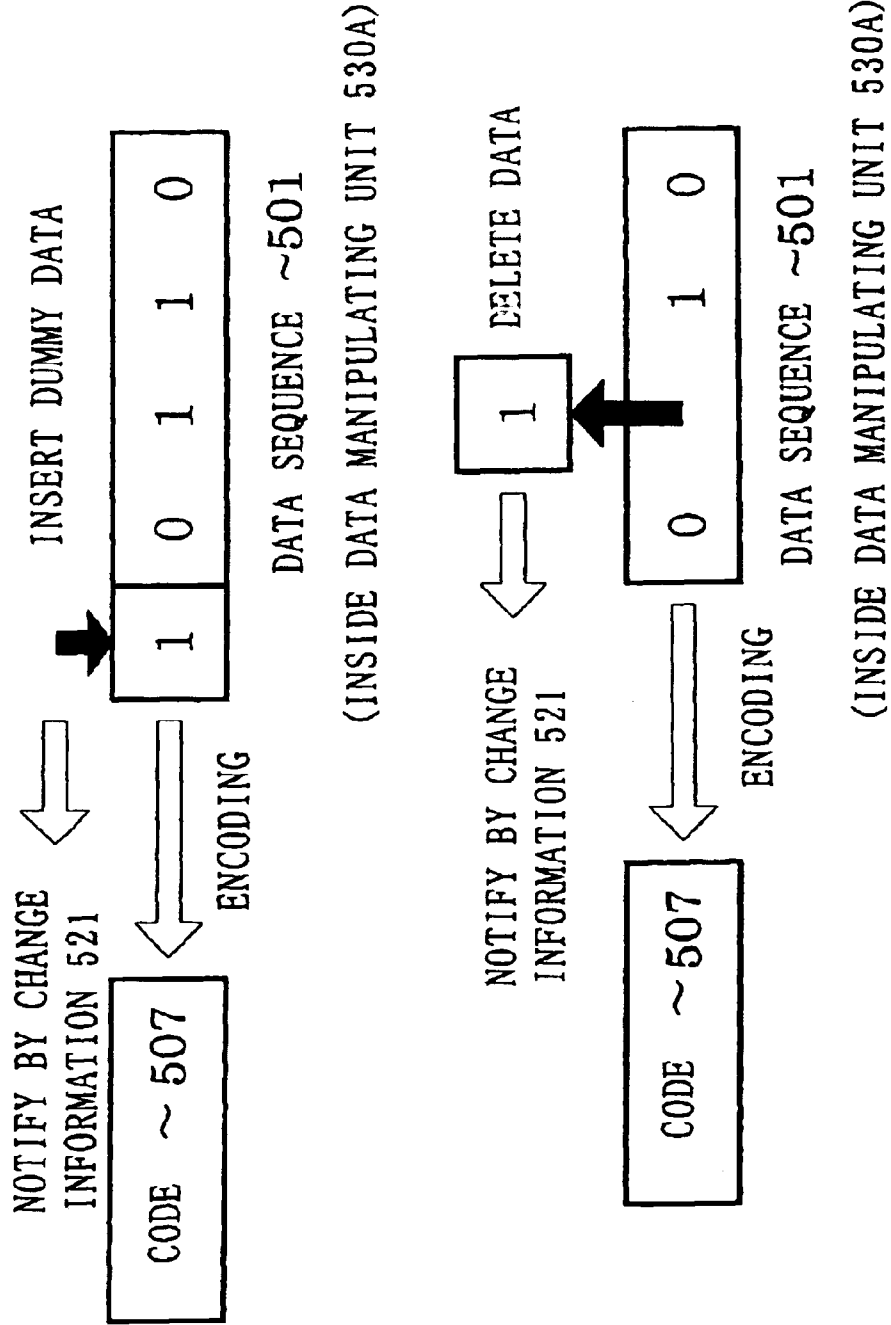 INSERT DUMMY DATA
NOTIFY BY CHANGE
INFORMATION 521
CODE ~507
ENCODING
1 0 1 1 0
DATA SEQUENCE ~501
(INSIDE DATA MANIPULATING UNIT 530A)
DELETE DATA
1
NOTIFY BY CHANGE
INFORMATION 521
CODE ~507
ENCODING
0 1 0
DATA SEQUENCE ~501
(INSIDE DATA MANIPULATING UNIT 530A)